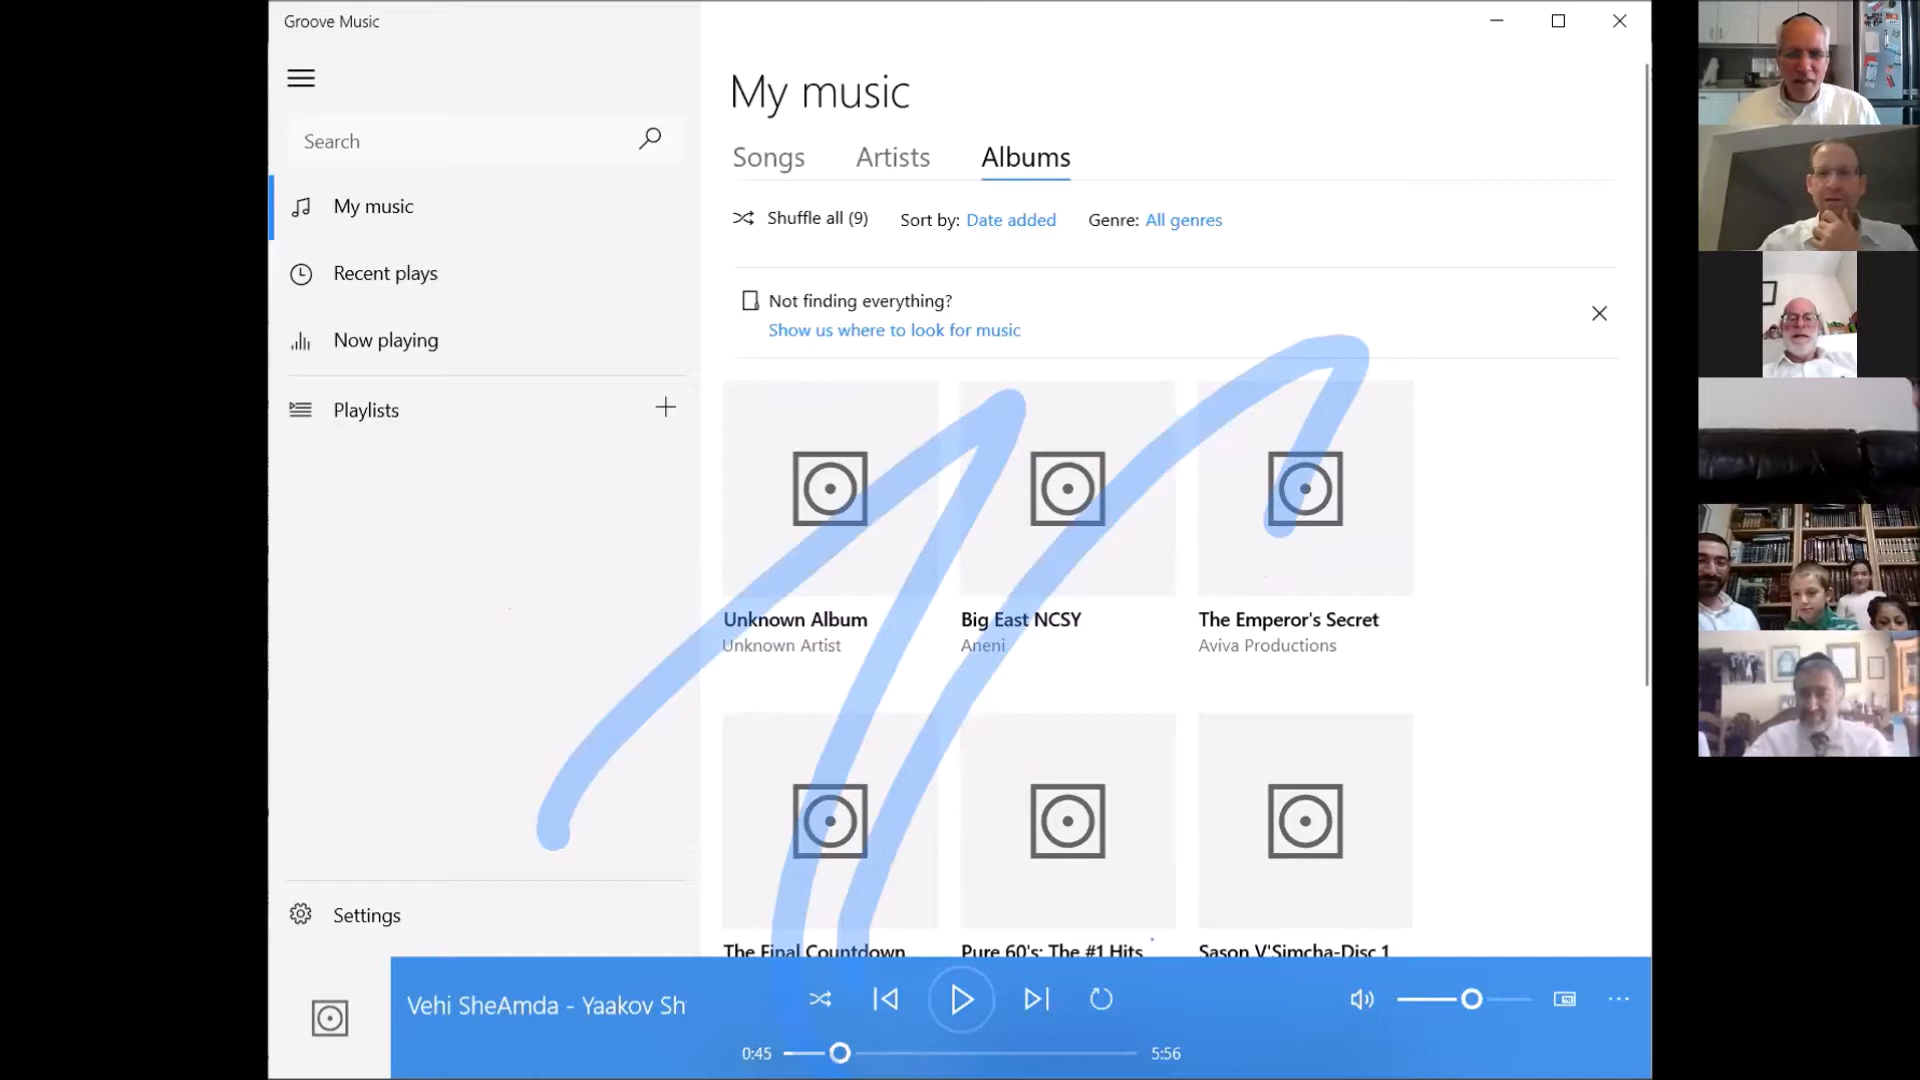 Groove Music
Search
My music
Recent plays
Now playing
Playlists
Settings
My music
Songs Artists Albums
Shuffle all (9) Sort by: Date added Genre: All genres
Not finding everything?
Show us where to look for music
Unknown Album Big East NCSY The Emperor's Secret
Unknown Artist Aneni Aviva Productions
The Final Countdown Pure 60's: The #1 Hits Sason V'Simcha-Disc 1
Vehi SheAmda - Yaakov Sh
0:45 5:56